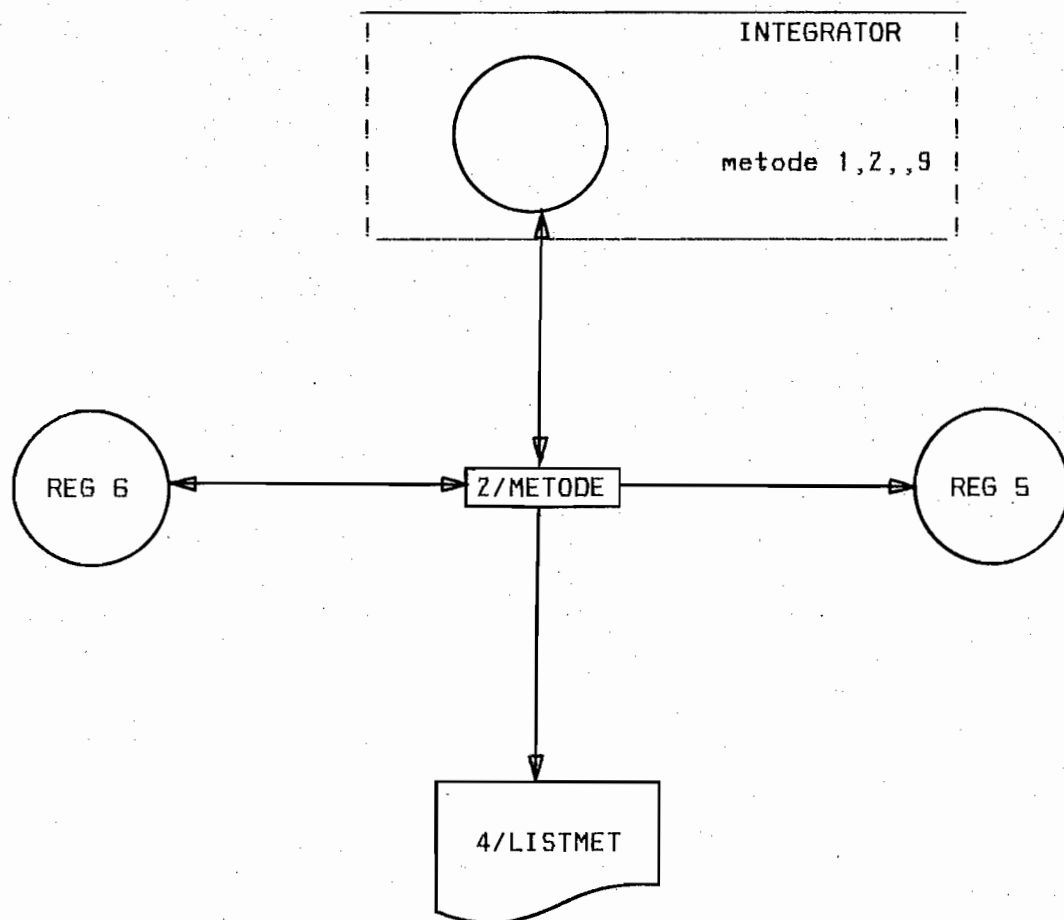 INTEGRATOR
metode 1,2,,9
REG 6
2/METODE
REG 5
4/LISTMET